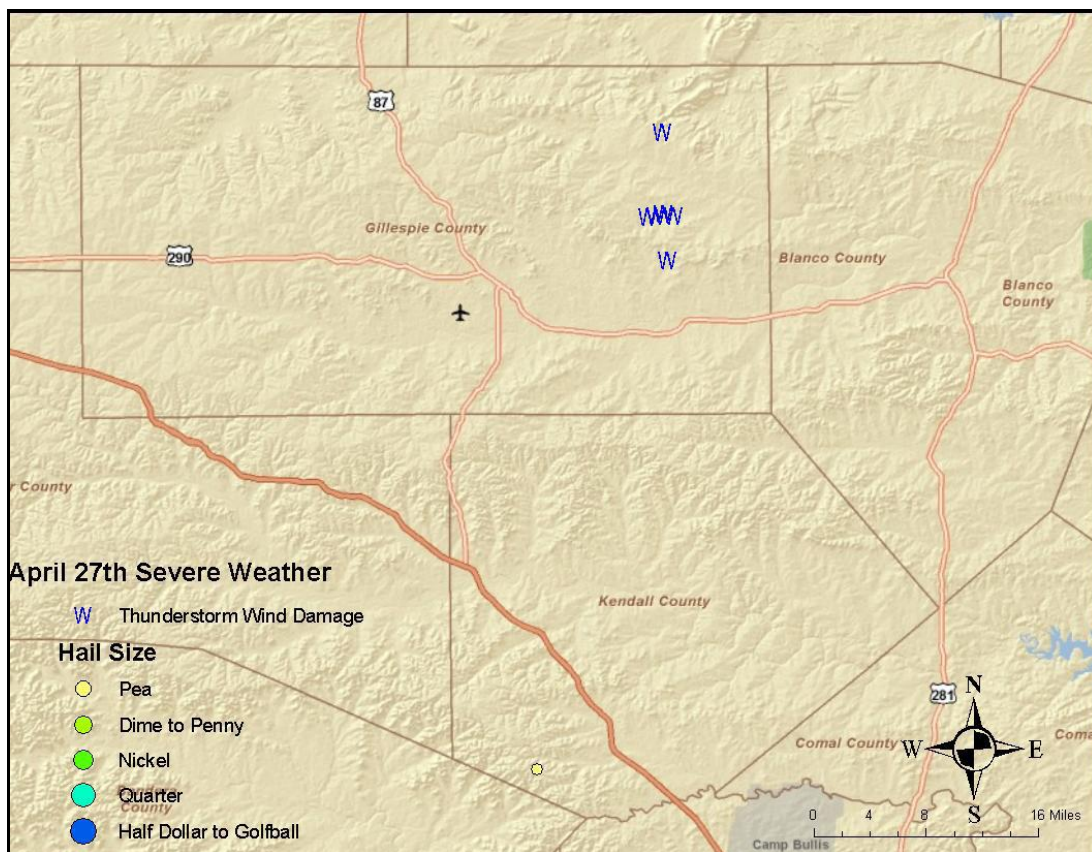 87
W
W W W W
Gillespie County
290
W
Blanco County
Blanco
County
r County
April 27th Severe Weather
W Thunderstorm Wind Damage
Kendall County
Hail Size
Pea
Dime to Penny
Nickel
Quarter
County
Half Dollar to Golfball
281
N
W E
S
Comal County
Coma
0 4 8 16 Miles
Camp Bullis